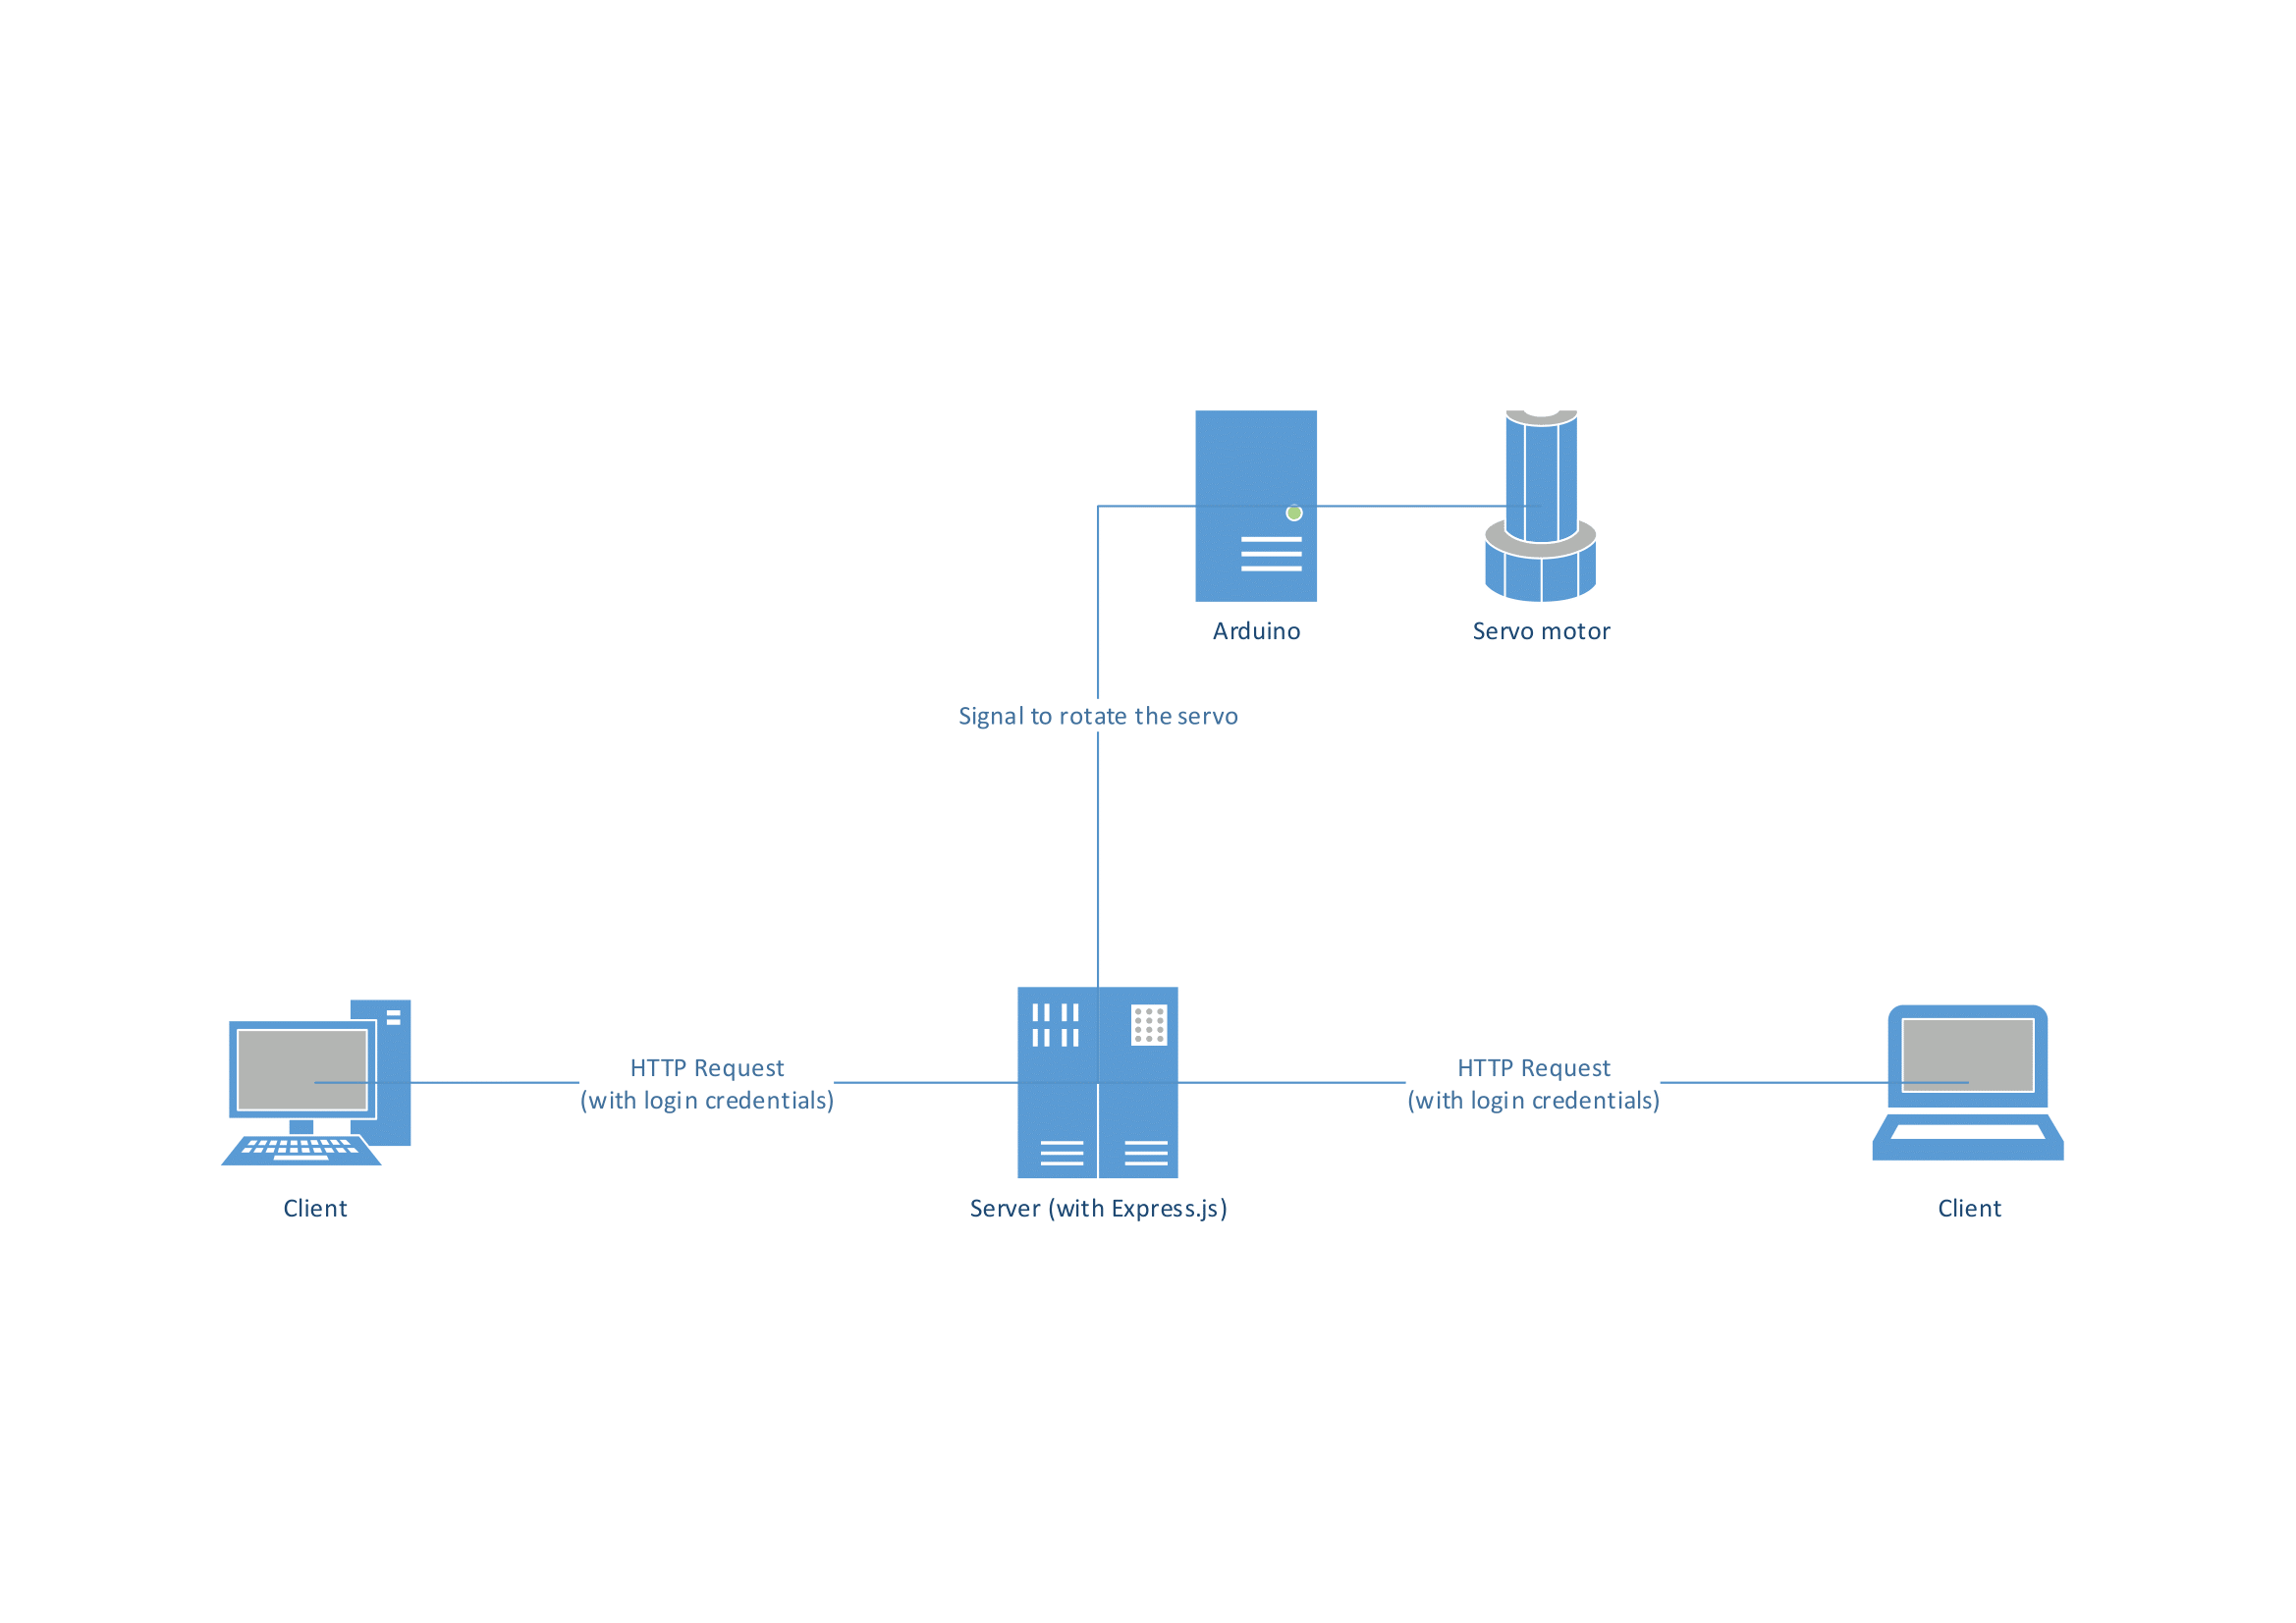 Arduino
Servo motor
Signal to rotate the servo
HTTP Request
(with login credentials)
HTTP Request
(with login credentials)
Client
Server (with Express.js)
Client